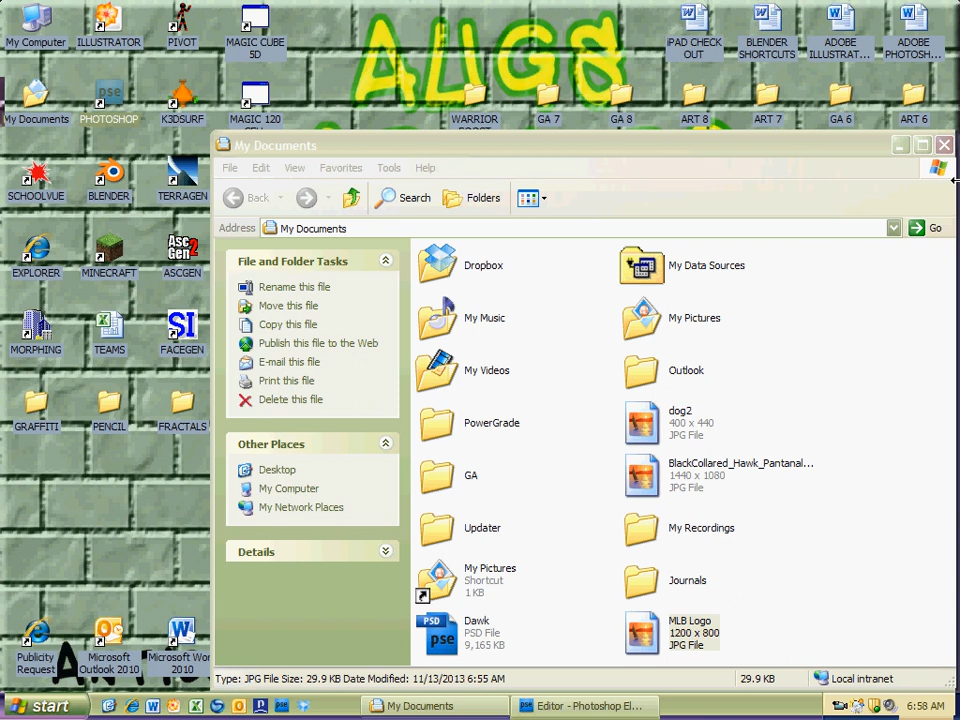 My Computer
ILLUSTRATOR
PIVOT
MAGIC CUBE
5D
iPAD CHECK
OUT
BLENDER
SHORTCUTS
ADOBE
ILLUSTRAT...
ADOBE
PHOTOSH...
My Documents
PHOTOSHOP
K3DSURF
MAGIC 120
WARRIOR
BOOST
GA 7
GA 8
ART 8
ART 7
GA 6
ART 6
SCHOOLVUE
BLENDER
TERRAGEN
EXPLORER
MINECRAFT
Asc
Gen2
ASCGEN
MORPHING
TEAMS
SI
FACEGEN
GRAFFITI
PENCIL
FRACTALS
Publicity
Request
Microsoft
Outlook 2010
Microsoft Wor
2010
My Documents
File Edit View Favorites Tools Help
Back Search Folders
Address My Documents Go
File and Folder Tasks
Rename this file
Move this file
Copy this file
Publish this file to the Web
E-mail this file
Print this file
Delete this file
Other Places
Desktop
My Computer
My Network Places
Details
Dropbox
My Data Sources
My Music
My Pictures
My Videos
Outlook
PowerGrade
dog2
400 x 440
JPG File
GA
BlackCollared_Hawk_Pantanal...
1440 x 1080
JPG File
Updater
My Recordings
My Pictures
Shortcut
1 KB
Journals
PSD
pse
Dawk
PSD File
9,165 KB
MLB Logo
1200 x 800
JPG File
Type: JPG File Size: 29.9 KB Date Modified: 11/13/2013 6:55 AM
29.9 KB
Local intranet
start
My Documents
Editor - Photoshop El...
6:58 AM